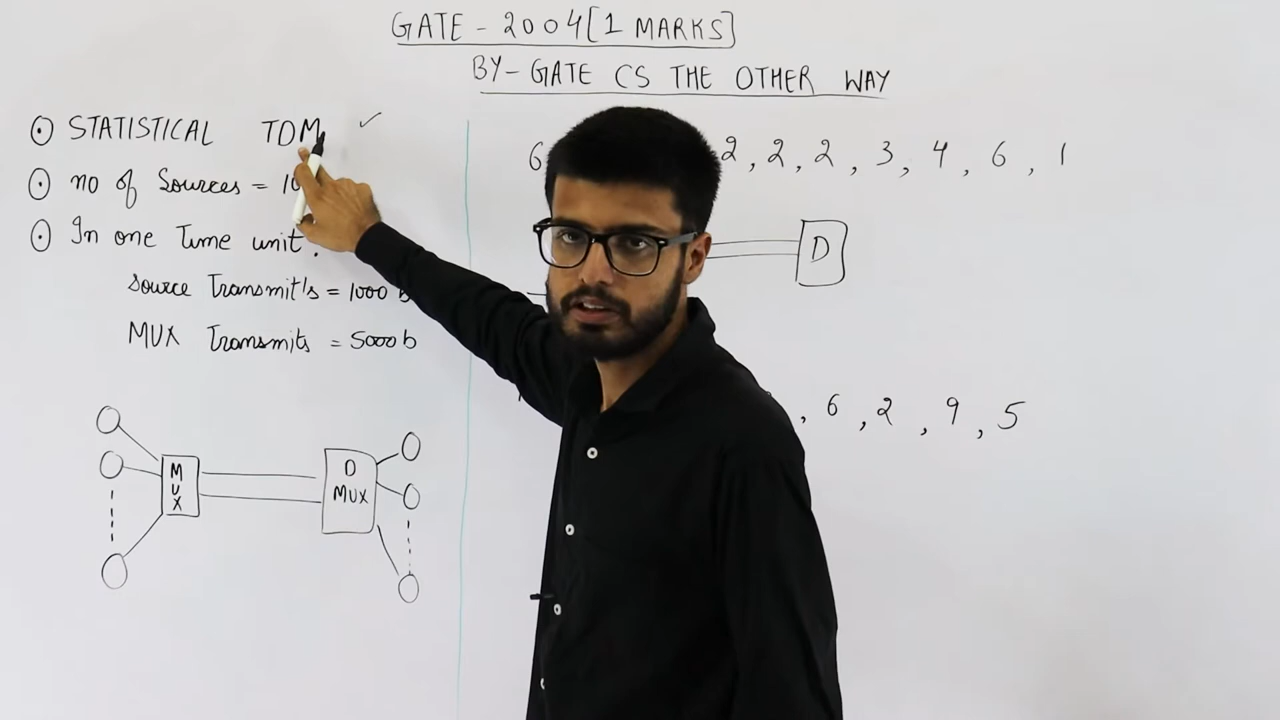 GATE - 2004 [1 MARKS]
BY - GATE CS THE OTHER WAY
⊙ STATISTICAL TDM ✓
⊙ no of Sources = 10
⊙ In one Time unit.
Source Transmit's = 1000 b
MUX Transmits = 5000 b
MUX
D MUX
6
2, 2, 2, 3, 4, 6, 1
D
, 6, 2, 9, 5